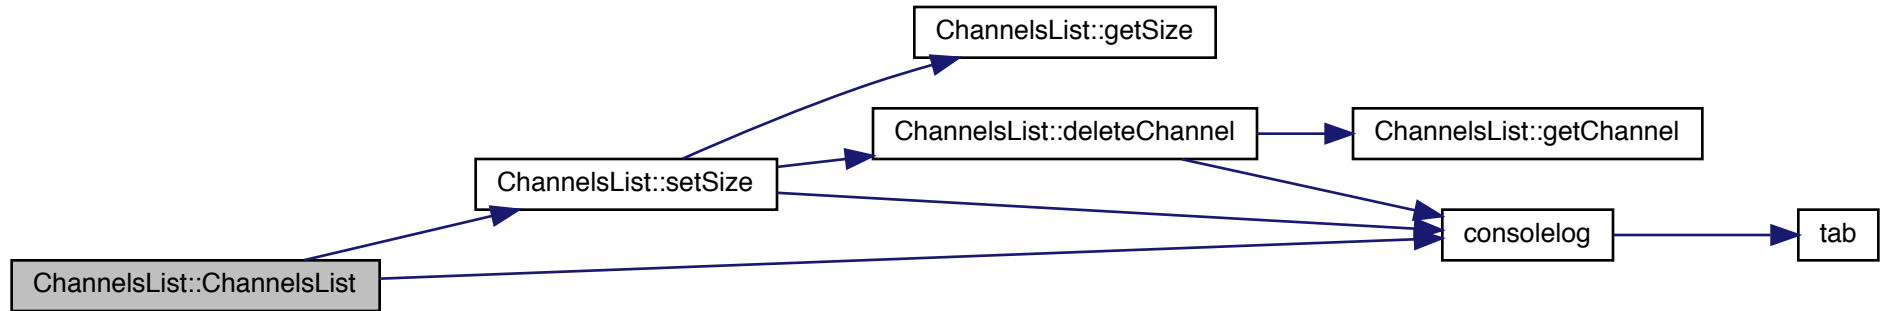 ChannelsList::getSize
ChannelsList::deleteChannel
ChannelsList::getChannel
ChannelsList::setSize
consolelog
tab
ChannelsList::ChannelsList